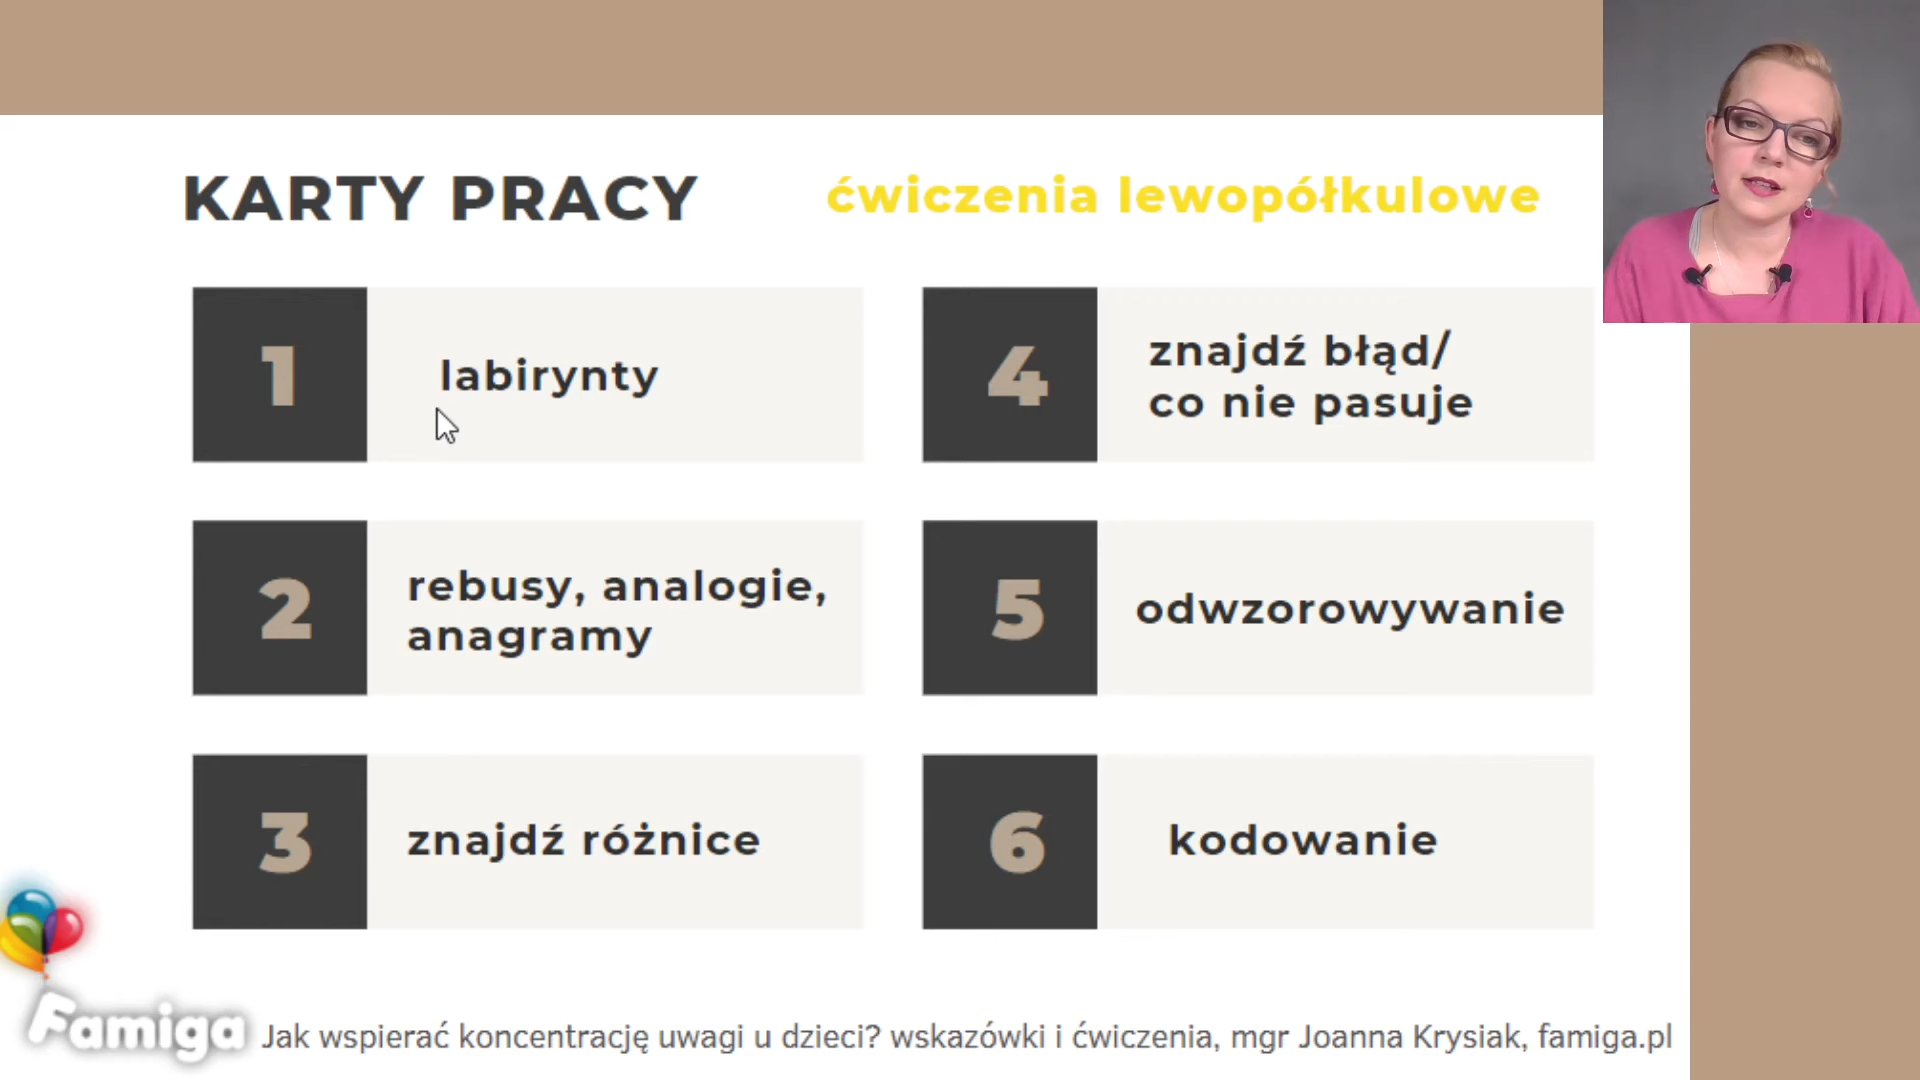 KARTY PRACY
ćwiczenia lewopółkulowe
1
labirynty
2
rebusy, analogie,
anagramy
3
znajdź różnice
4
znajdź błąd/
co nie pasuje
5
odwzorowywanie
6
kodowanie
Famiga
Jak wspierać koncentrację uwagi u dzieci? wskazówki i ćwiczenia, mgr Joanna Krysiak, famiga.pl